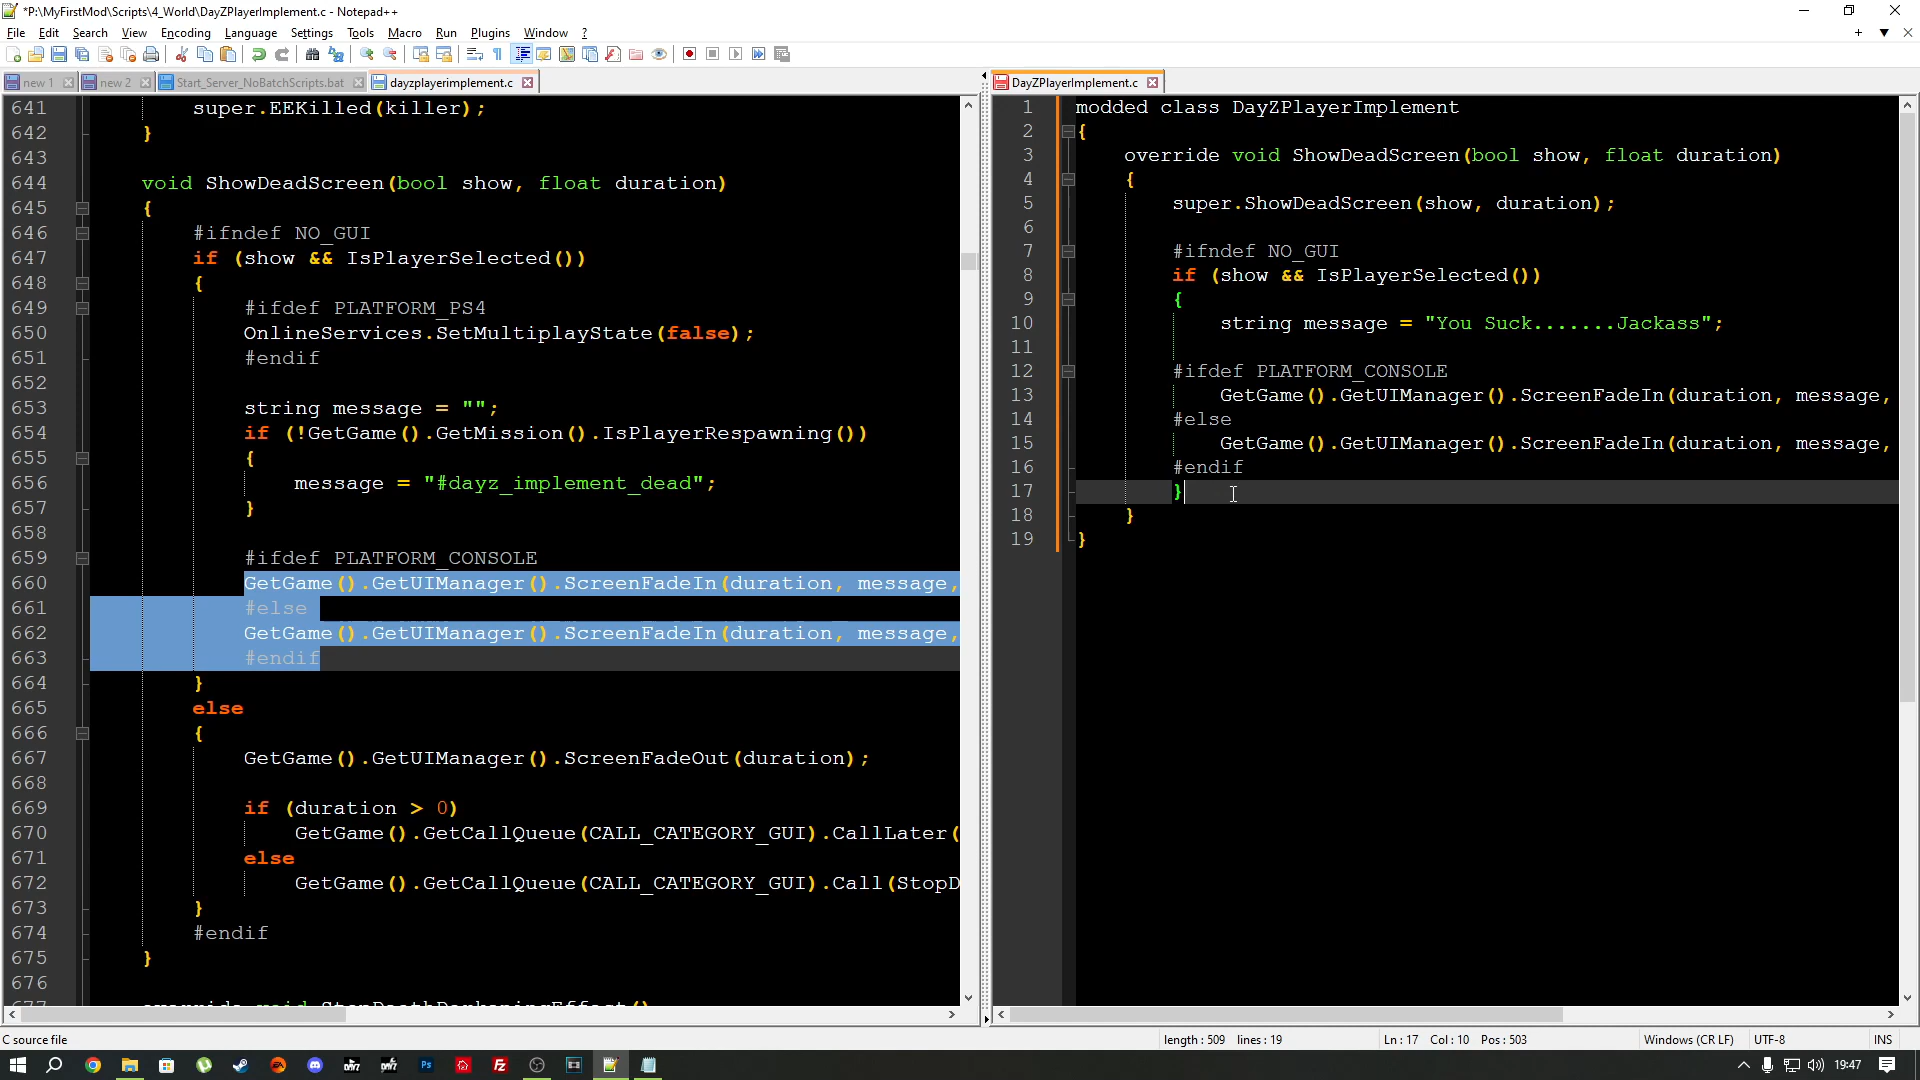 *P:\MyFirstMod\Scripts\4_World\DayZPlayerImplement.c - Notepad++
File Edit Search View Encoding Language Settings Tools Macro Run Plugins Window ?
new 1 new 2 Start_Server_NoBatchScripts.bat dayzplayerimplement.c
641 super.EEKilled(killer);
642 }
643
644 void ShowDeadScreen(bool show, float duration)
645 {
646 #ifndef NO_GUI
647 if (show && IsPlayerSelected())
648 {
649 #ifdef PLATFORM_PS4
650 OnlineServices.SetMultiplayState(false);
651 #endif
652
653 string message = "";
654 if (!GetGame().GetMission().IsPlayerRespawning())
655 {
656 message = "#dayz_implement_dead";
657 }
658
659 #ifdef PLATFORM_CONSOLE
660 GetGame().GetUIManager().ScreenFadeIn(duration, message,
661 #else
662 GetGame().GetUIManager().ScreenFadeIn(duration, message,
663 #endif
664 }
665 else
666 {
667 GetGame().GetUIManager().ScreenFadeOut(duration);
668
669 if (duration > 0)
670 GetGame().GetCallQueue(CALL_CATEGORY_GUI).CallLater(
671 else
672 GetGame().GetCallQueue(CALL_CATEGORY_GUI).Call(StopD
673 }
674 #endif
675 }
676
DayZPlayerImplement.c
1 modded class DayZPlayerImplement
2 {
3 override void ShowDeadScreen(bool show, float duration)
4 {
5 super.ShowDeadScreen(show, duration);
6
7 #ifndef NO_GUI
8 if (show && IsPlayerSelected())
9 {
10 string message = "You Suck.......Jackass";
11
12 #ifdef PLATFORM_CONSOLE
13 GetGame().GetUIManager().ScreenFadeIn(duration, message,
14 #else
15 GetGame().GetUIManager().ScreenFadeIn(duration, message,
16 #endif
17 }
18 }
19 }
C source file
length : 509 lines : 19
Ln : 17 Col : 10 Pos : 503
Windows (CR LF)
UTF-8
INS
19:47